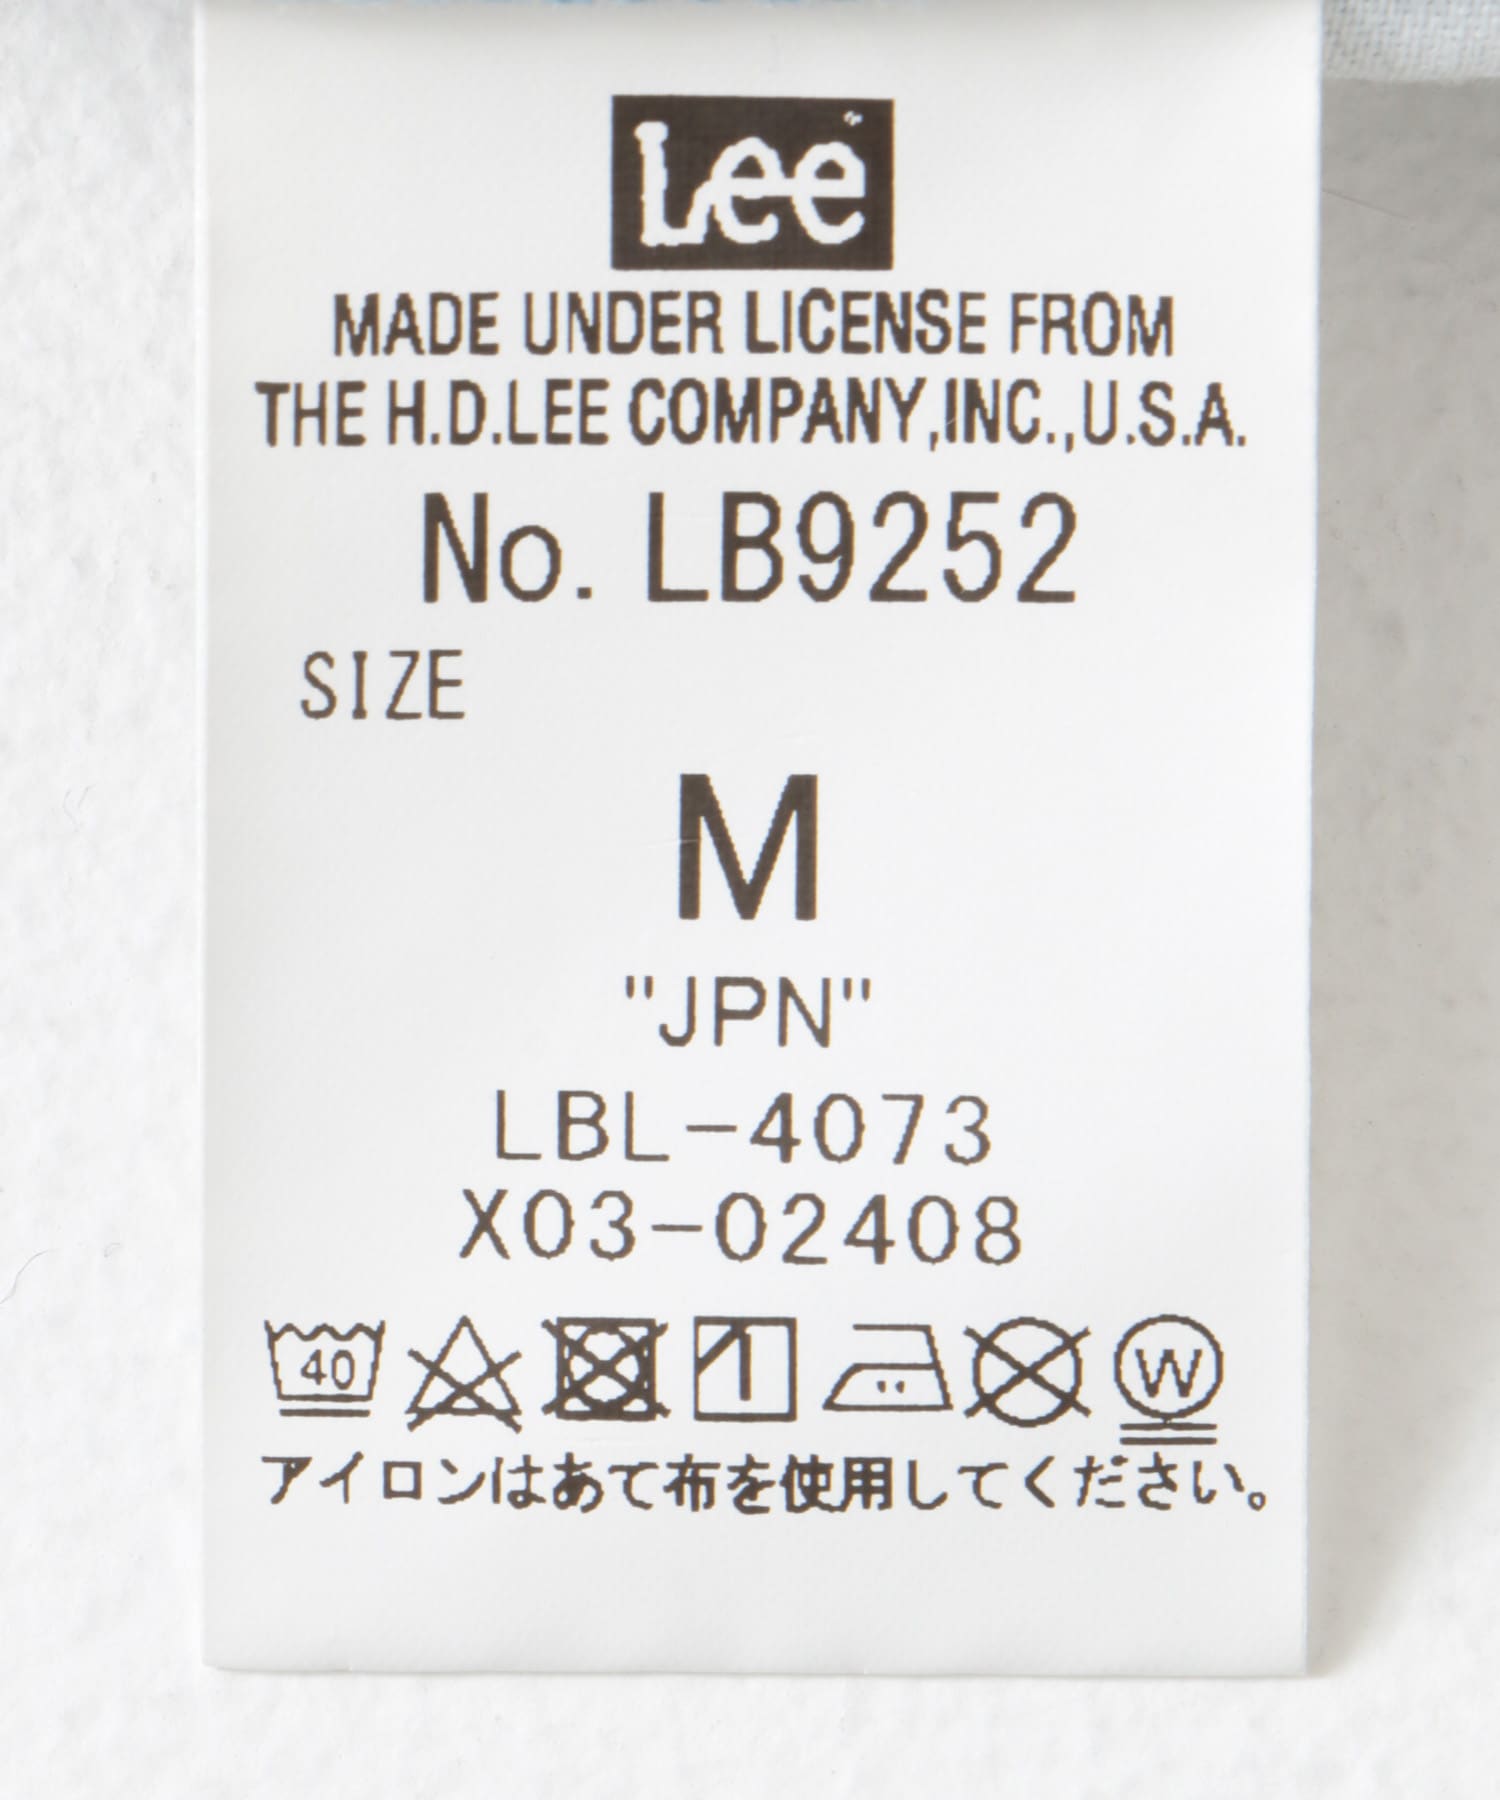 Lee
MADE UNDER LICENSE FROM
THE H.D.LEE COMPANY,INC.,U.S.A.
No. LB9252
SIZE
M
"JPN"
LBL-4073
X03-02408
40 W
アイロンはあて布を使用してください。